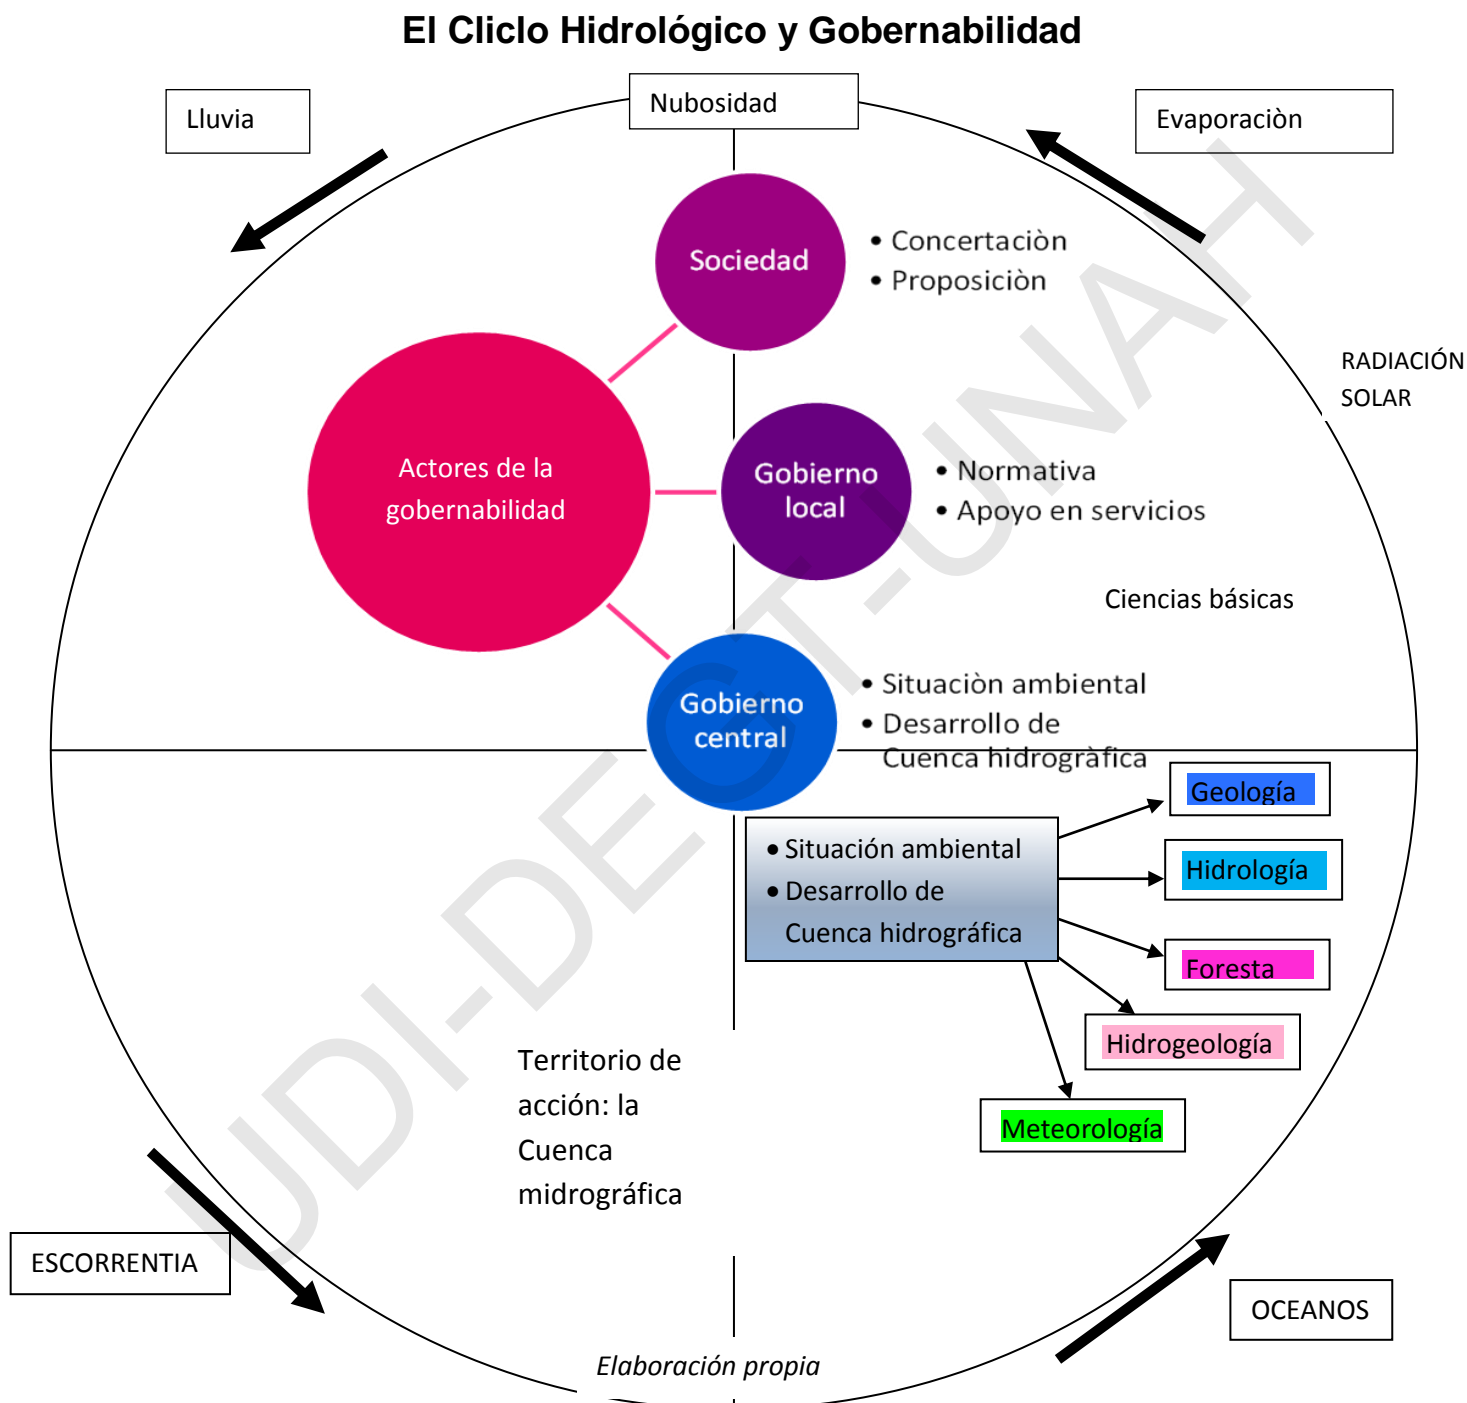 El Cliclo Hidrológico y Gobernabilidad
Lluvia
Nubosidad
Evaporaciòn
Sociedad
• Concertaciòn
• Proposiciòn
RADIACIÓN
SOLAR
Actores de la
gobernabilidad
Gobierno
local
• Normativa
• Apoyo en servicios
Ciencias básicas
Gobierno
central
• Situaciòn ambiental
• Desarrollo de
Cuenca hidrogràfica
Geología
• Situación ambiental
• Desarrollo de
Cuenca hidrográfica
Hidrología
Foresta
Hidrogeología
Meteorología
Territorio de
acción: la
Cuenca
midrográfica
ESCORRENTIA
OCEANOS
Elaboración propia
UDI-DEGT-UNAH